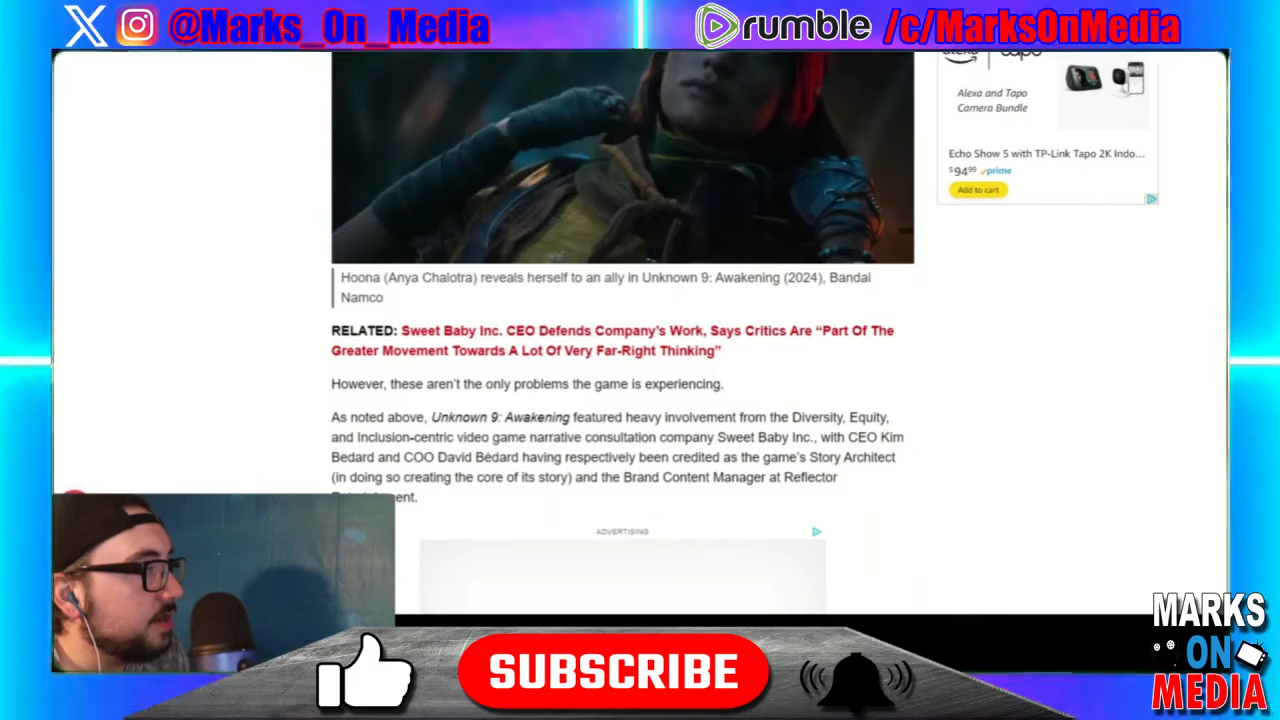 @Marks_On_Media
rumble /c/MarksOnMedia
Alexa and Tapo
Camera Bundle
Echo Show 5 with TP-Link Tapo 2K Indo...
$94.99 prime
Add to cart
Hoona (Anya Chalotra) reveals herself to an ally in Unknown 9: Awakening (2024), Bandai
Namco
RELATED: Sweet Baby Inc. CEO Defends Company's Work, Says Critics Are “Part Of The
Greater Movement Towards A Lot Of Very Far-Right Thinking”
However, these aren't the only problems the game is experiencing.
As noted above, Unknown 9: Awakening featured heavy involvement from the Diversity, Equity,
and Inclusion-centric video game narrative consultation company Sweet Baby Inc., with CEO Kim
Bedard and COO David Bédard having respectively been credited as the game's Story Architect
(in doing so creating the core of its story) and the Brand Content Manager at Reflector
ent.
ADVERTISING
SUBSCRIBE
MARKS
ON
MEDIA